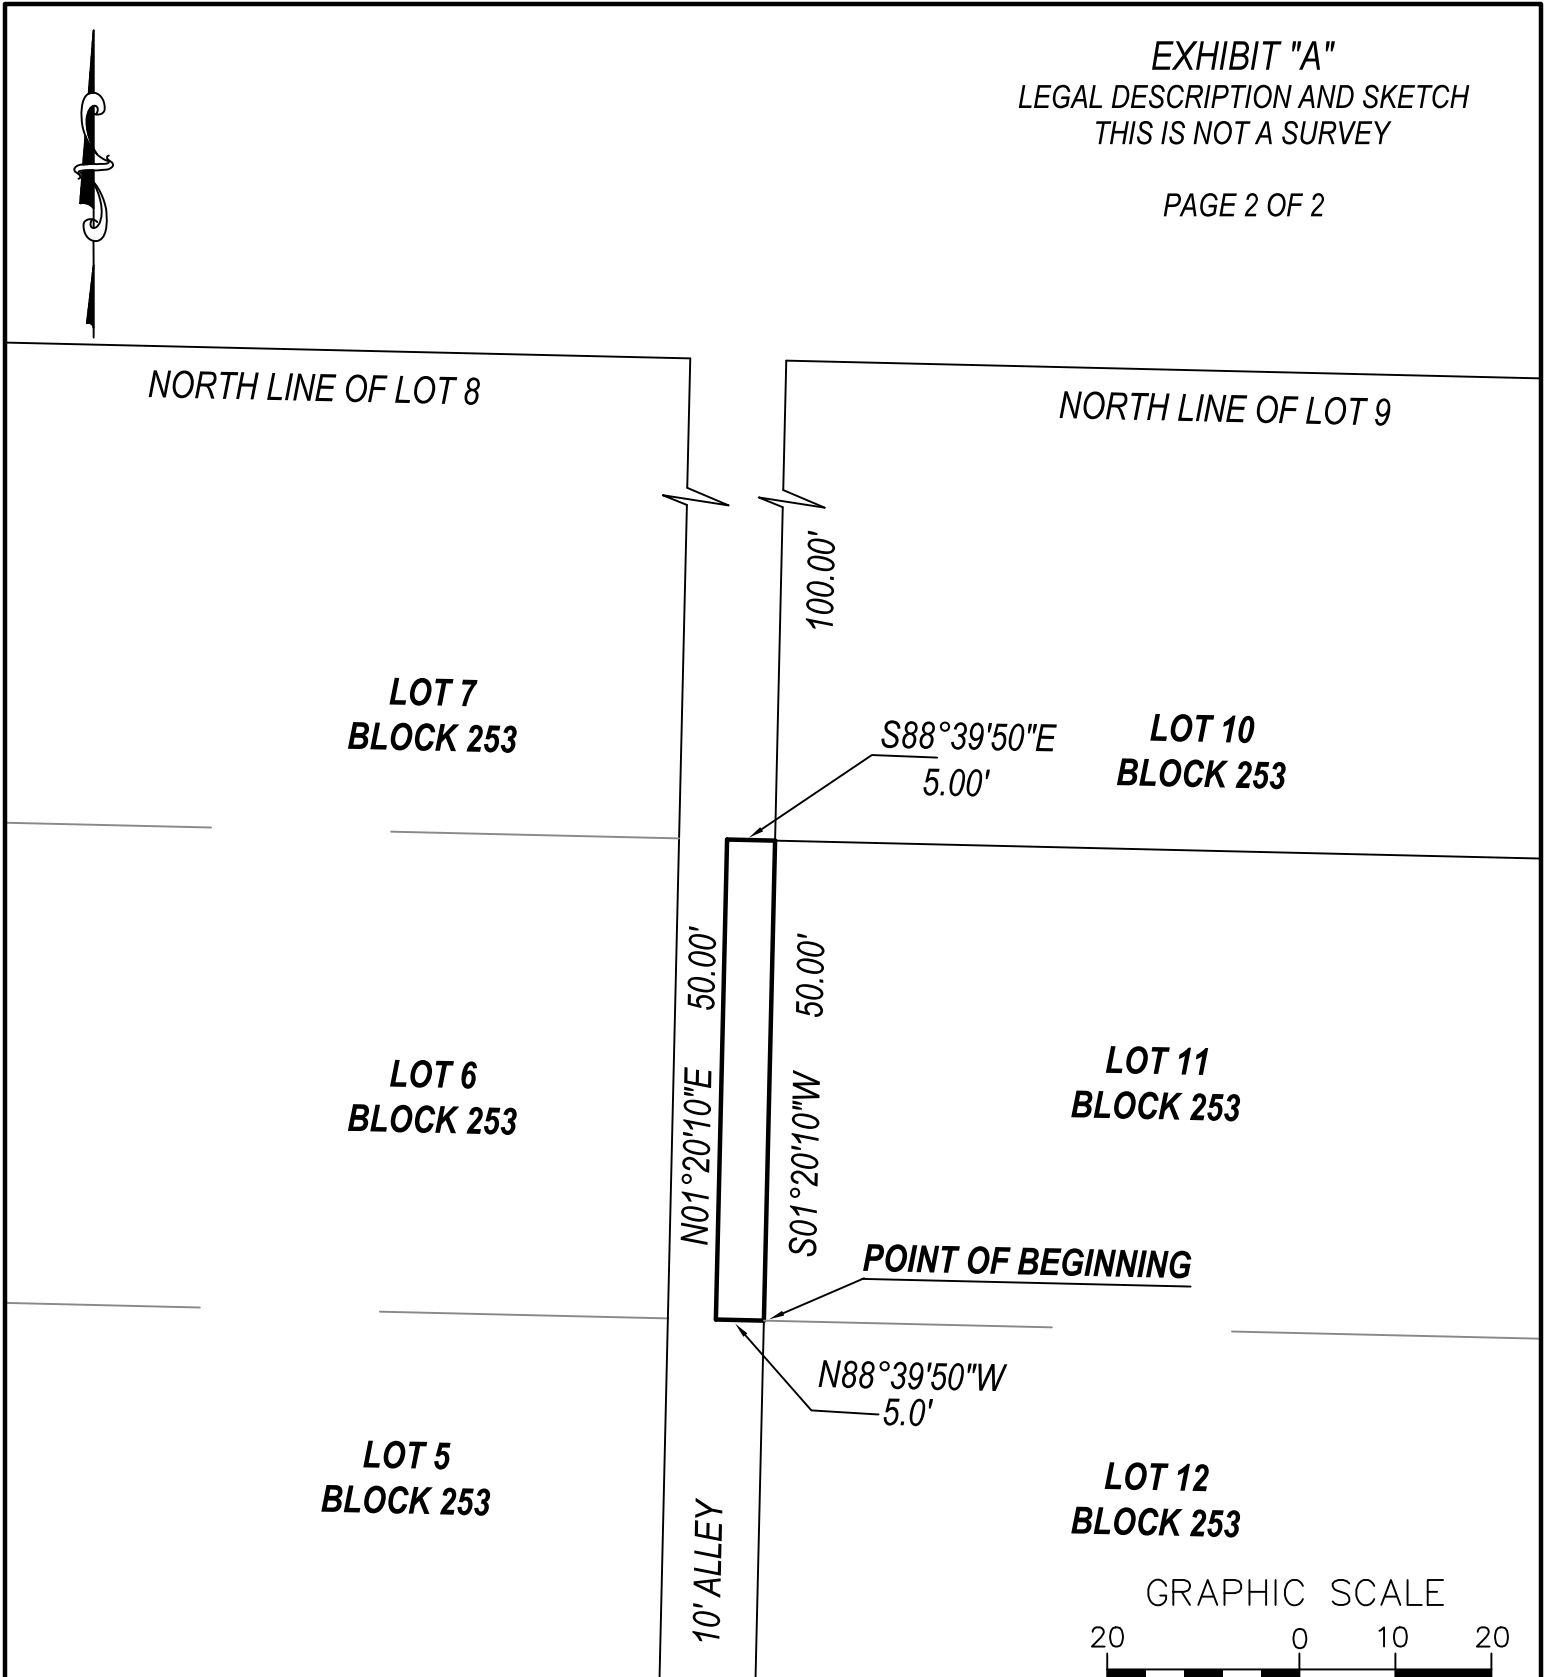 EXHIBIT "A"
LEGAL DESCRIPTION AND SKETCH
THIS IS NOT A SURVEY
PAGE 2 OF 2
NORTH LINE OF LOT 8
NORTH LINE OF LOT 9
100.00'
LOT 7
BLOCK 253
S88°39'50"E
5.00'
LOT 10
BLOCK 253
N01°20'10"E 50.00'
S01°20'10"W 50.00'
LOT 6
BLOCK 253
LOT 11
BLOCK 253
POINT OF BEGINNING
N88°39'50"W
5.0'
LOT 5
BLOCK 253
10' ALLEY
LOT 12
BLOCK 253
GRAPHIC SCALE
20 0 10 20